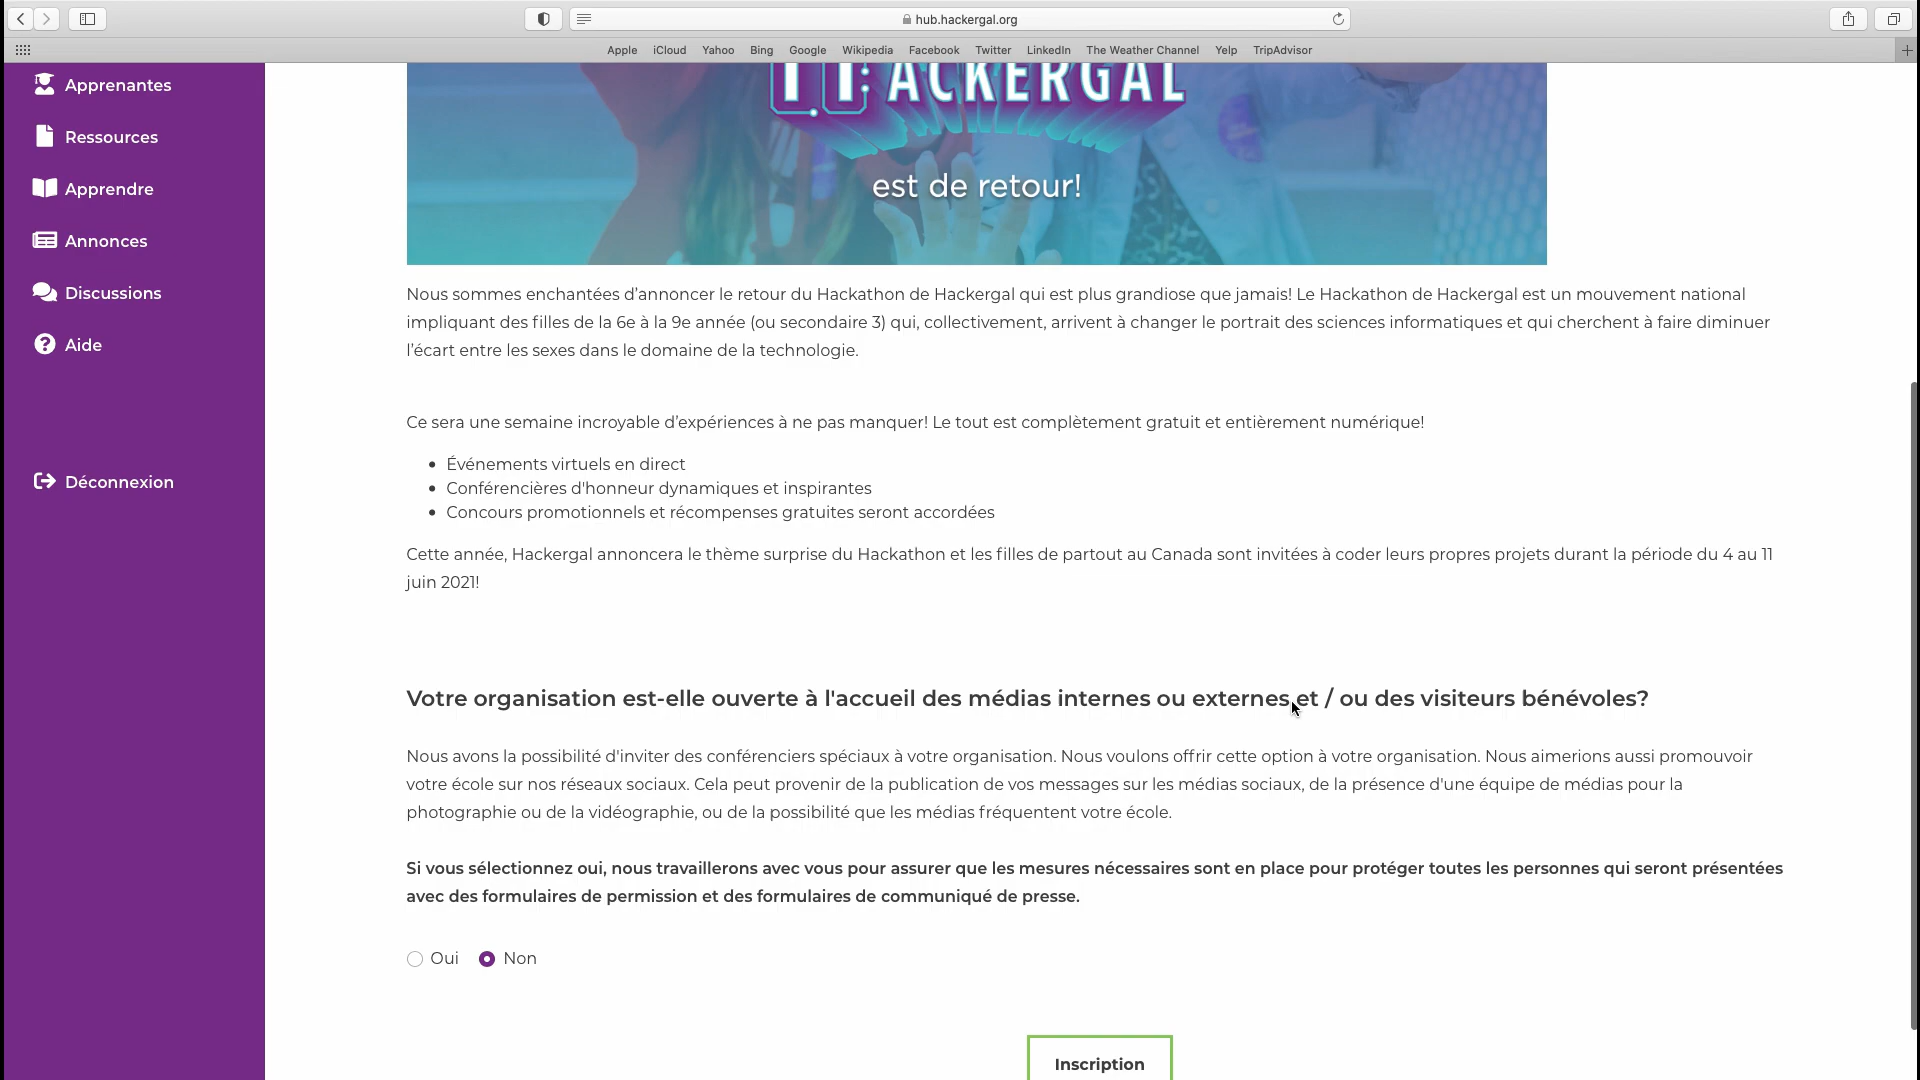 hub.hackergal.org
Apple iCloud Yahoo Bing Google Wikipedia Facebook Twitter LinkedIn The Weather Channel Yelp TripAdvisor
Apprenantes
Ressources
Apprendre
Annonces
Discussions
Aide
Déconnexion
HACKERGAL
est de retour!
Nous sommes enchantées d’annoncer le retour du Hackathon de Hackergal qui est plus grandiose que jamais! Le Hackathon de Hackergal est un mouvement national
impliquant des filles de la 6e à la 9e année (ou secondaire 3) qui, collectivement, arrivent à changer le portrait des sciences informatiques et qui cherchent à faire diminuer
l’écart entre les sexes dans le domaine de la technologie.
Ce sera une semaine incroyable d’expériences à ne pas manquer! Le tout est complètement gratuit et entièrement numérique!
• Événements virtuels en direct
• Conférencières d'honneur dynamiques et inspirantes
• Concours promotionnels et récompenses gratuites seront accordées
Cette année, Hackergal annoncera le thème surprise du Hackathon et les filles de partout au Canada sont invitées à coder leurs propres projets durant la période du 4 au 11
juin 2021!
Votre organisation est-elle ouverte à l'accueil des médias internes ou externes et / ou des visiteurs bénévoles?
Nous avons la possibilité d'inviter des conférenciers spéciaux à votre organisation. Nous voulons offrir cette option à votre organisation. Nous aimerions aussi promouvoir
votre école sur nos réseaux sociaux. Cela peut provenir de la publication de vos messages sur les médias sociaux, de la présence d'une équipe de médias pour la
photographie ou de la vidéographie, ou de la possibilité que les médias fréquentent votre école.
Si vous sélectionnez oui, nous travaillerons avec vous pour assurer que les mesures nécessaires sont en place pour protéger toutes les personnes qui seront présentées
avec des formulaires de permission et des formulaires de communiqué de presse.
Oui Non
Inscription